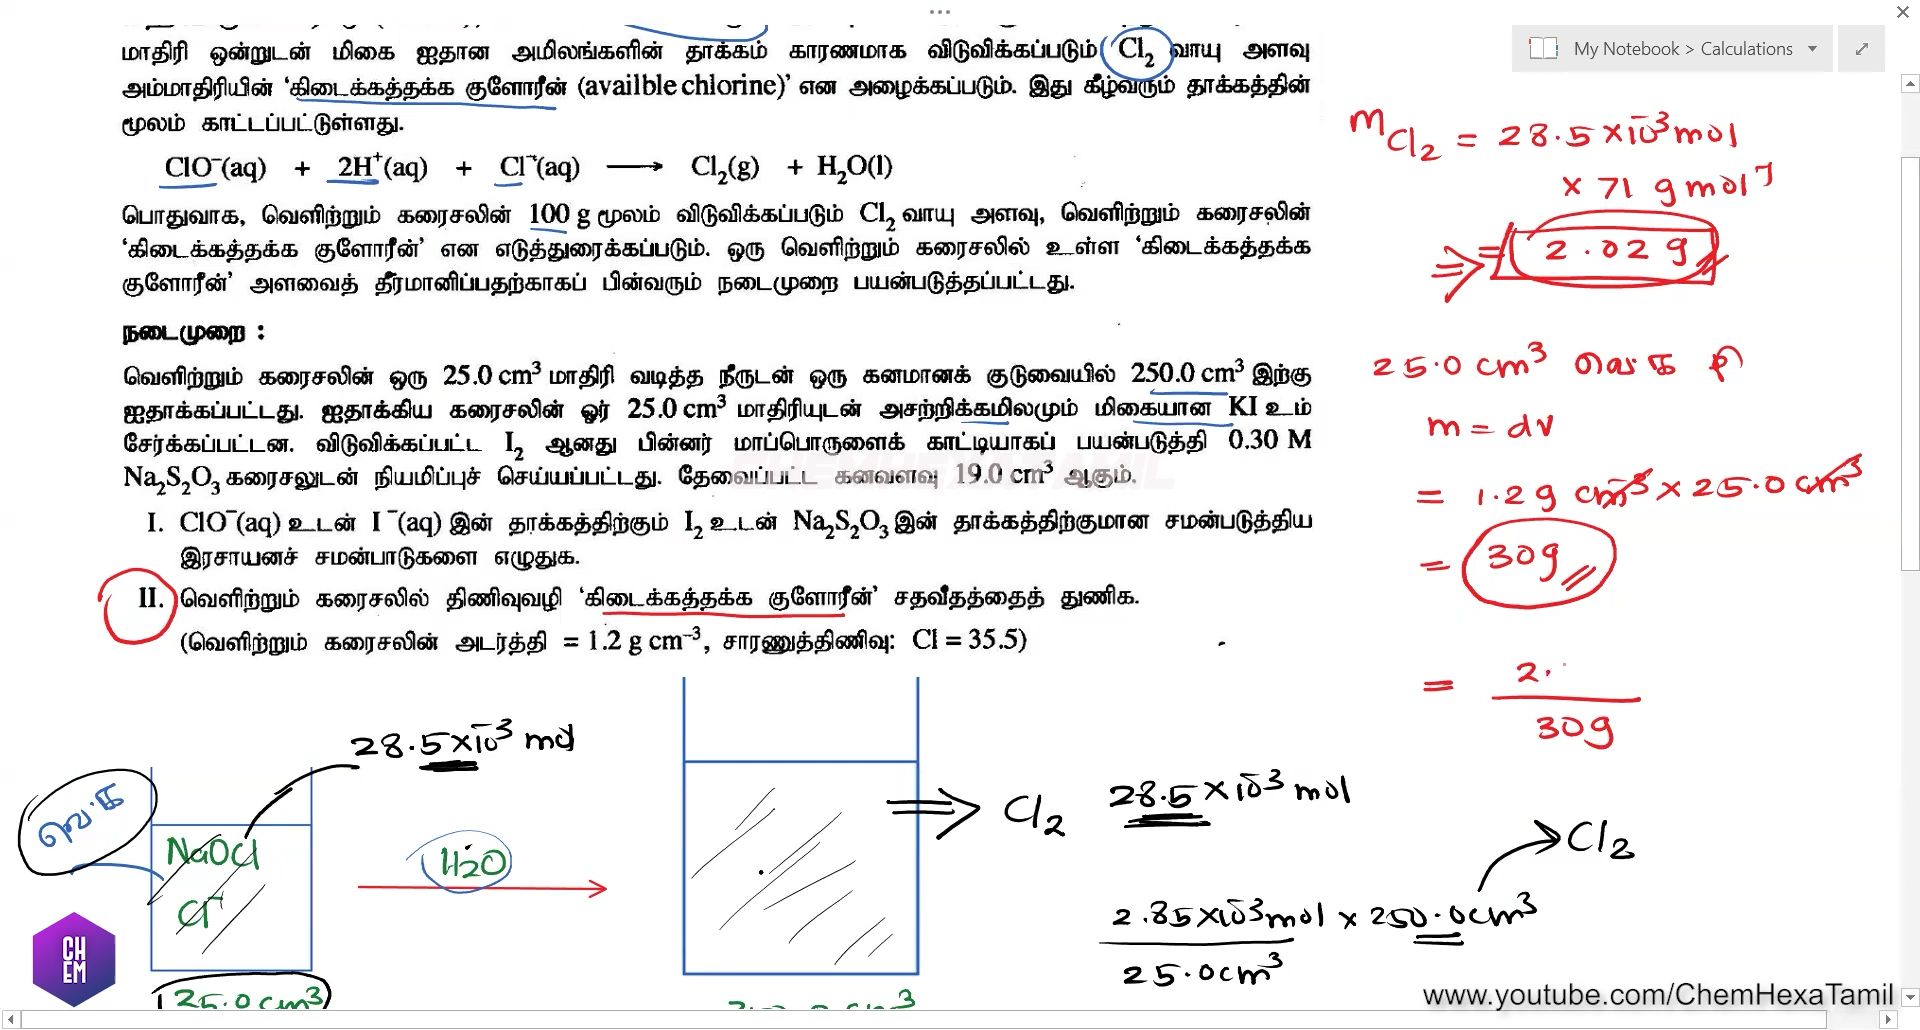 My Notebook > Calculations
மாதிரி ஒன்றுடன் மிகை ஐதான அமிலங்களின் தாக்கம் காரணமாக விடுவிக்கப்படும் Cl₂ வாயு அளவு
அம்மாதிரியின் ‘கிடைக்கத்தக்க குளோரீன் (availble chlorine)’ என அழைக்கப்படும். இது கீழ்வரும் தாக்கத்தின்
மூலம் காட்டப்பட்டுள்ளது.
ClO⁻(aq) + 2H⁺(aq) + Cl⁻(aq) ⟶ Cl₂(g) + H₂O(l)
பொதுவாக, வெளிற்றும் கரைசலின் 100 g மூலம் விடுவிக்கப்படும் Cl₂ வாயு அளவு, வெளிற்றும் கரைசலின்
‘கிடைக்கத்தக்க குளோரீன்’ என எடுத்துரைக்கப்படும். ஒரு வெளிற்றும் கரைசலில் உள்ள ‘கிடைக்கத்தக்க
குளோரீன்’ அளவைத் தீர்மானிப்பதற்காகப் பின்வரும் நடைமுறை பயன்படுத்தப்பட்டது.
நடைமுறை :
வெளிற்றும் கரைசலின் ஒரு 25.0 cm³ மாதிரி வடித்த நீருடன் ஒரு கனமானக் குடுவையில் 250.0 cm³ இற்கு
ஐதாக்கப்பட்டது. ஐதாக்கிய கரைசலின் ஓர் 25.0 cm³ மாதிரியுடன் அசற்றிக்கமிலமும் மிகையான KI உம்
சேர்க்கப்பட்டன. விடுவிக்கப்பட்ட I₂ ஆனது பின்னர் மாப்பொருளைக் காட்டியாகப் பயன்படுத்தி 0.30 M
Na₂S₂O₃ கரைசலுடன் நியமிப்புச் செய்யப்பட்டது. தேவைப்பட்ட கனவளவு 19.0 cm³ ஆகும்.
I. ClO⁻(aq) உடன் I⁻(aq) இன் தாக்கத்திற்கும் I₂ உடன் Na₂S₂O₃ இன் தாக்கத்திற்குமான சமன்படுத்திய
இரசாயனச் சமன்பாடுகளை எழுதுக.
II. வெளிற்றும் கரைசலில் திணிவுவழி ‘கிடைக்கத்தக்க குளோரீன்’ சதவீதத்தைத் துணிக.
(வெளிற்றும் கரைசலின் அடர்த்தி = 1.2 g cm⁻³, சாரணுத்திணிவு: Cl = 35.5)
m Cl₂ = 28.5 × 10⁻³ mol
× 71 g mol⁻¹
= 2.02 g
25.0 cm³ வெ.க
m = dv
= 1.2 g cm⁻³ × 25.0 cm³
= 30g
= 2.
30g
28.5 × 10⁻³ mol
வெ.க
NaOCl
Cl⁻
25.0 cm³
H₂O
⟹ Cl₂ 28.5 × 10⁻³ mol
Cl₂
2.85 × 10⁻³ mol × 250.0 cm³
25.0 cm³
CH
EM
www.youtube.com/ChemHexaTamil